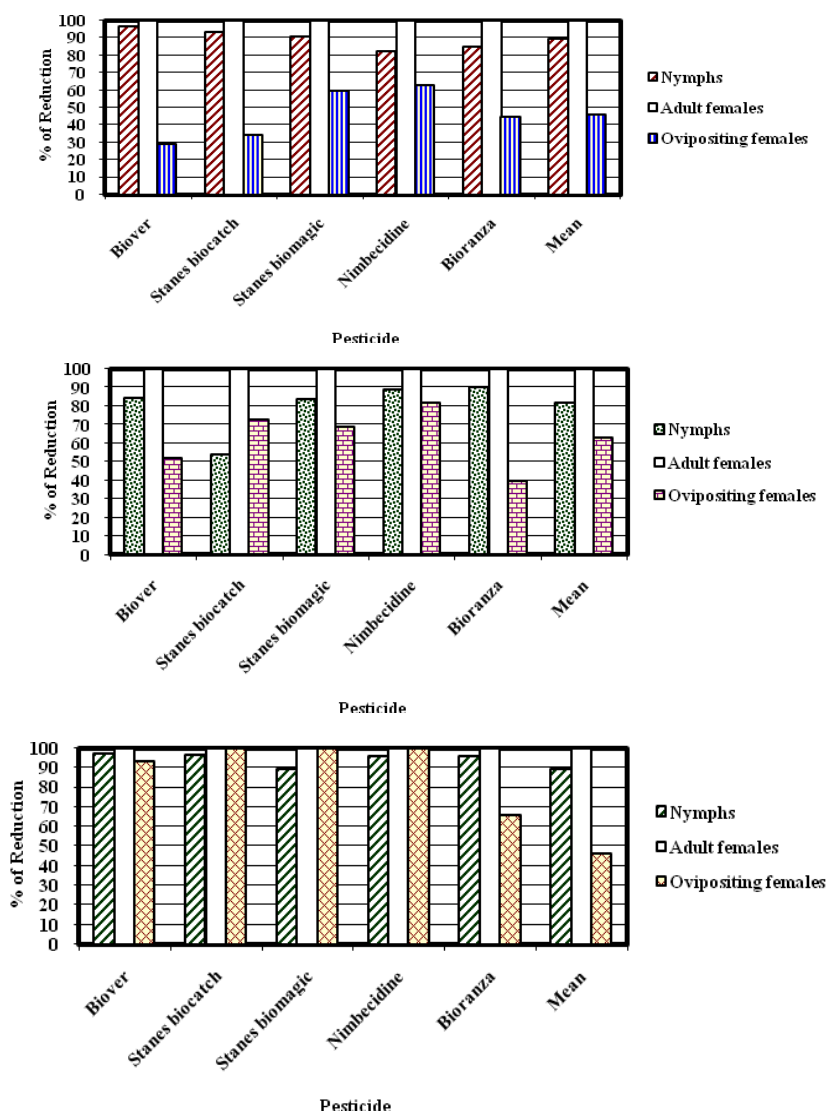 % of Reduction
100
90
80
70
60
50
40
30
20
10
0
Biover
Stanes biocatch
Stanes biomagic
Nimbecidine
Bioranza
Mean
Pesticide
Nymphs
Adult females
Ovipositing females
% of Reduction
100
90
80
70
60
50
40
30
20
10
0
Biover
Stanes biocatch
Stanes biomagic
Nimbecidine
Bioranza
Mean
Pesticide
Nymphs
Adult females
Ovipositing females
% of Reduction
100
90
80
70
60
50
40
30
20
10
0
Biover
Stanes biocatch
Stanes biomagic
Nimbecidine
Bioranza
Mean
Pesticide
Nymphs
Adult females
Ovipositing females